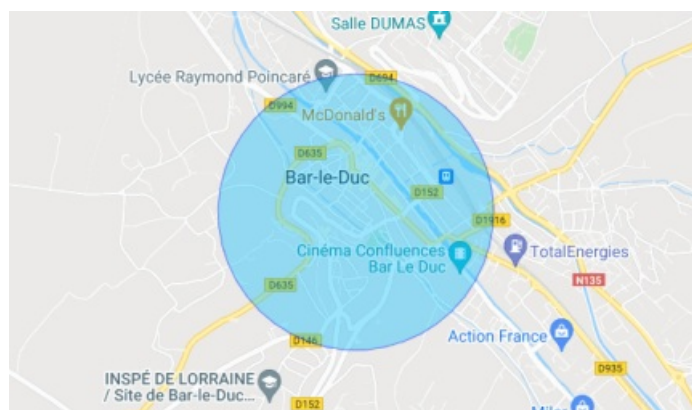 Salle DUMAS
Lycée Raymond Poincaré
D694
D994
McDonald's
D635
Bar-le-Duc
D152
D1916
Cinéma Confluences
Bar Le Duc
TotalEnergies
D635
N135
Action France
D146
D935
INSPÉ DE LORRAINE
/ Site de Bar-le-Duc...
D152